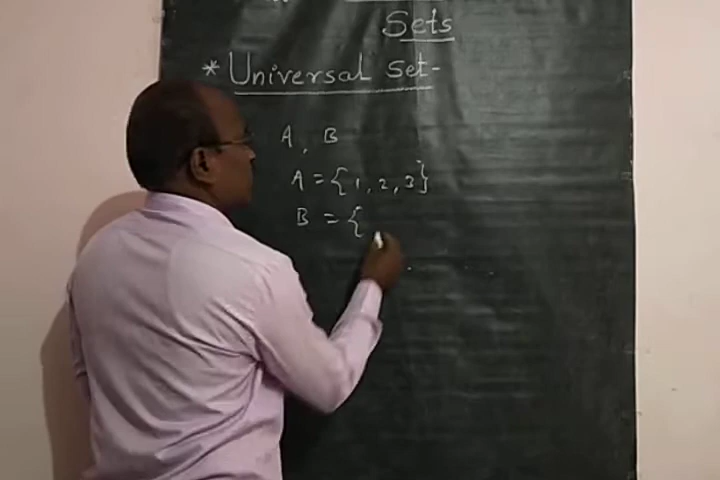 Sets
* Universal set-
A, B
A = {1, 2, 3}
B = {